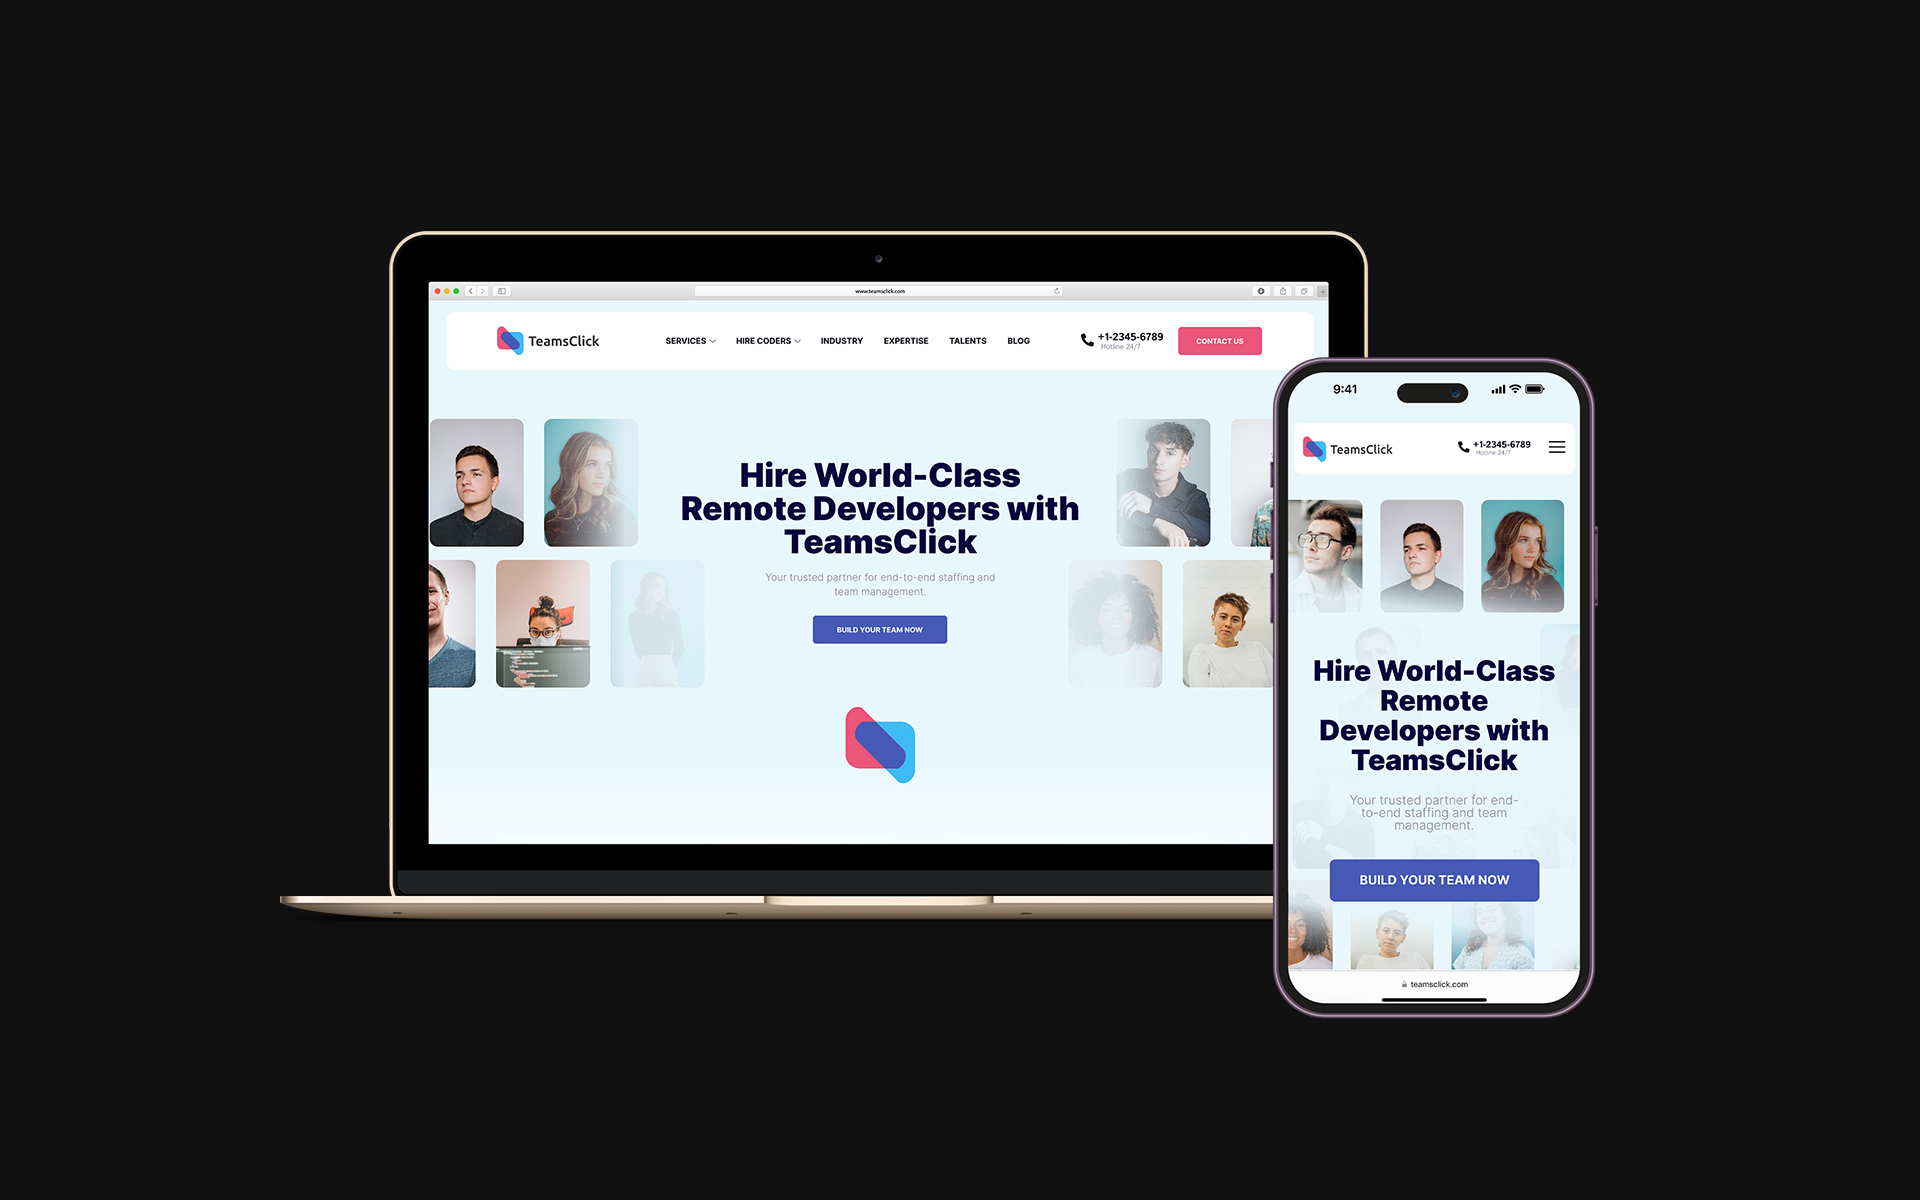 www.teamsclick.com
TeamsClick
SERVICES
HIRE CODERS
INDUSTRY
EXPERTISE
TALENTS
BLOG
+1-2345-6789
Hotline 24/7
CONTACT US
Hire World-Class
Remote Developers with
TeamsClick
Your trusted partner for end-to-end staffing and
team management.
BUILD YOUR TEAM NOW
9:41
TeamsClick
+1-2345-6789
Hotline 24/7
Hire World-Class
Remote
Developers with
TeamsClick
Your trusted partner for end-
to-end staffing and team
management.
BUILD YOUR TEAM NOW
teamsclick.com